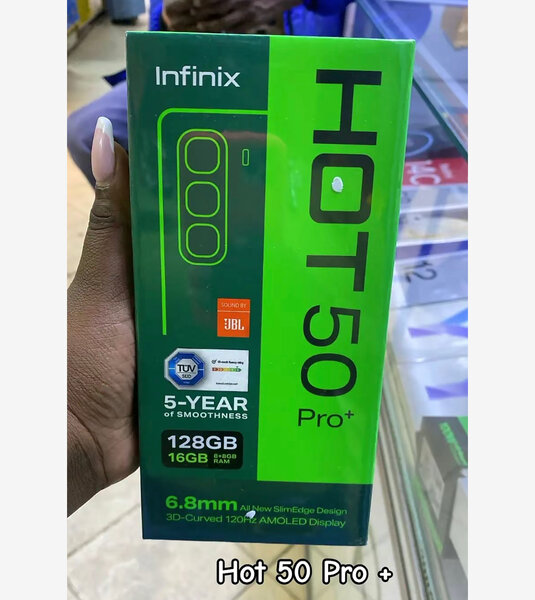 Infinix
HOT 50
Pro+
SOUND BY
JBL
TÜV
SÜD
5-YEAR
of SMOOTHNESS
128GB
16GB 8+8GB
RAM
6.8mm All New SlimEdge Design
3D-Curved 120Hz AMOLED Display
12
Hot 50 Pro +